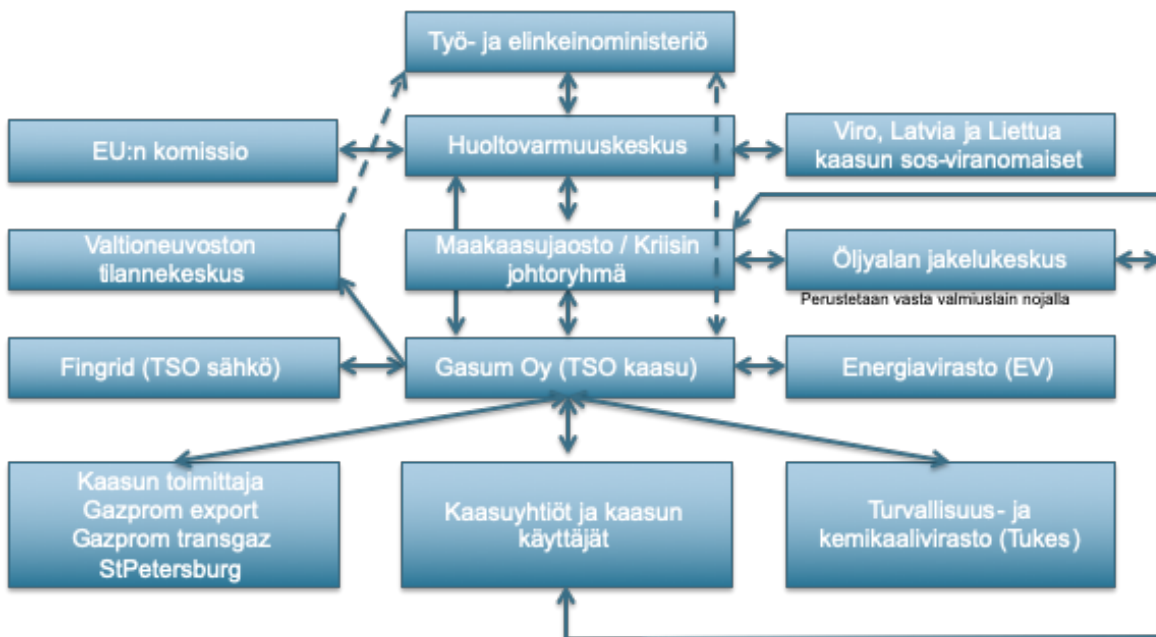 Työ- ja elinkeinoministeriö
EU:n komissio
Huoltovarmuuskeskus
Viro, Latvia ja Liettua
kaasun sos-viranomaiset
Valtioneuvoston
tilannekeskus
Maakaasujaosto / Kriisin
johtoryhmä
Öljyalan jakelukeskus
Perustetaan vasta valmiuslain nojalla
Fingrid (TSO sähkö)
Gasum Oy (TSO kaasu)
Energiavirasto (EV)
Kaasun toimittaja
Gazprom export
Gazprom transgaz
StPetersburg
Kaasuyhtiöt ja kaasun
käyttäjät
Turvallisuus- ja
kemikaalivirasto (Tukes)